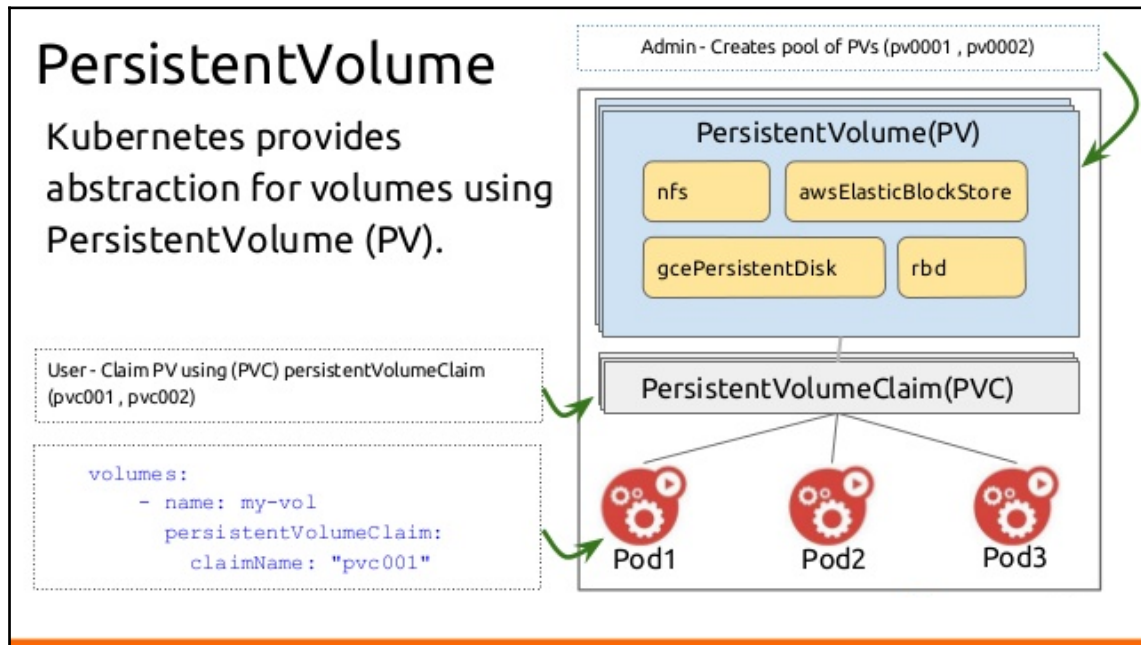 PersistentVolume
Kubernetes provides
abstraction for volumes using
PersistentVolume (PV).
Admin - Creates pool of PVs (pv0001 , pv0002)
PersistentVolume(PV)
nfs
awsElasticBlockStore
gcePersistentDisk
rbd
User - Claim PV using (PVC) persistentVolumeClaim
(pvc001 , pvc002)
PersistentVolumeClaim(PVC)
volumes:
- name: my-vol
persistentVolumeClaim:
claimName: "pvc001"
Pod1
Pod2
Pod3